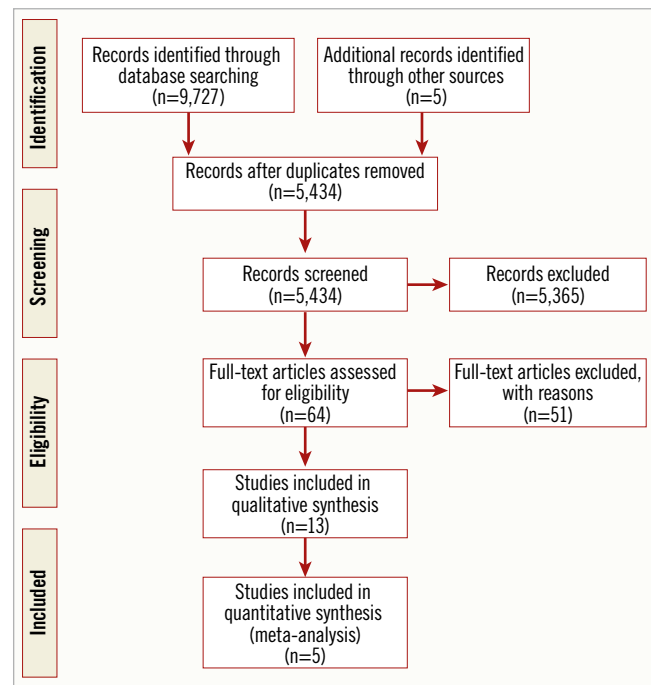 Identification
Records identified through
database searching
(n=9,727)
Additional records identified
through other sources
(n=5)
Records after duplicates removed
(n=5,434)
Screening
Records screened
(n=5,434)
Records excluded
(n=5,365)
Eligibility
Full-text articles assessed
for eligibility
(n=64)
Full-text articles excluded,
with reasons
(n=51)
Studies included in
qualitative synthesis
(n=13)
Included
Studies included in
quantitative synthesis
(meta-analysis)
(n=5)